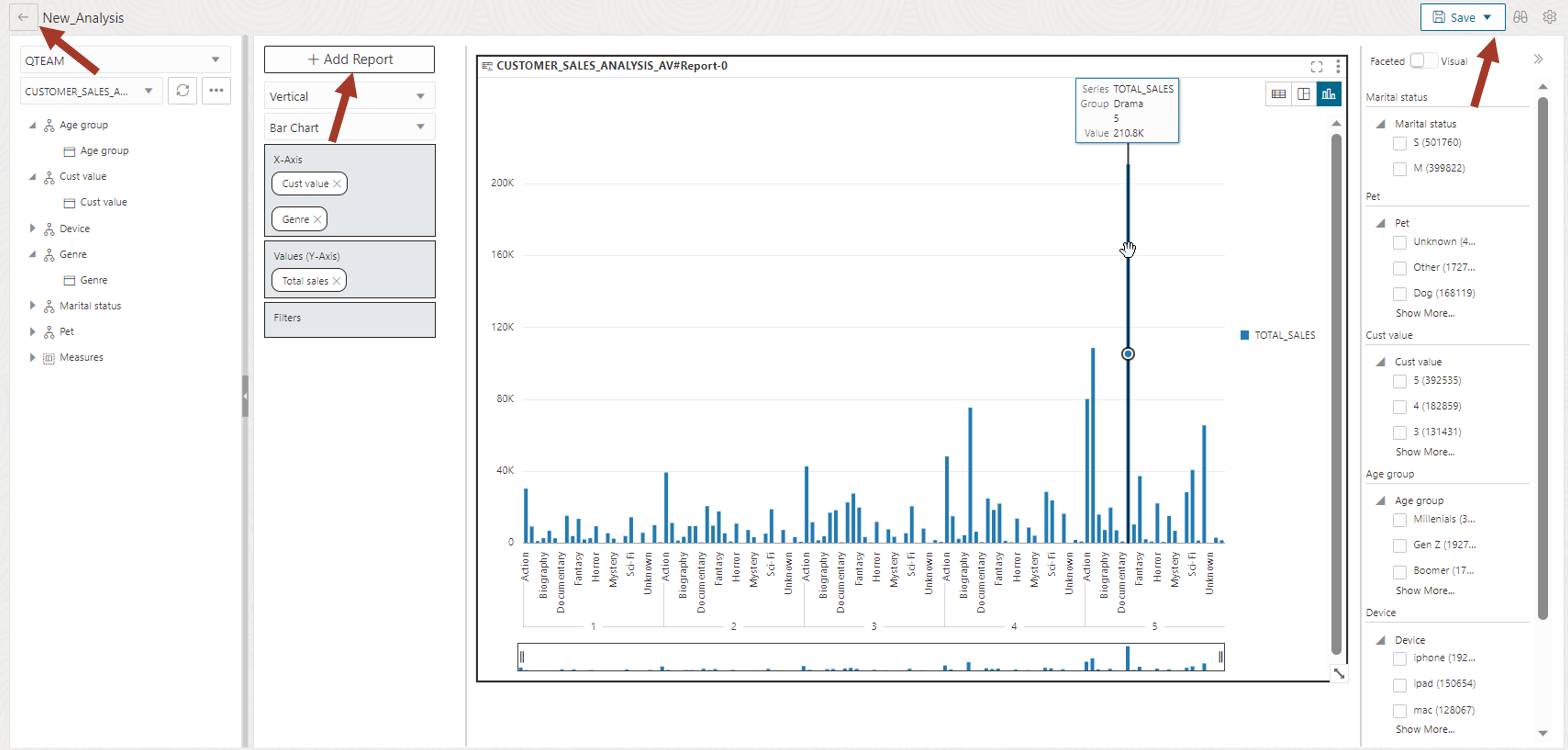 New_Analysis
Save
QTEAM
CUSTOMER_SALES_A...
Age group
Age group
Cust value
Cust value
Device
Genre
Genre
Marital status
Pet
Measures
+ Add Report
Vertical
Bar Chart
X-Axis
Cust value
Genre
Values (Y-Axis)
Total sales
Filters
CUSTOMER_SALES_ANALYSIS_AV#Report-0
Series TOTAL_SALES
Group Drama
5
Value 210.8K
200K
160K
120K
80K
40K
0
Action Biography Documentary Fantasy Horror Mystery Sci-Fi Unknown Action Biography Documentary Fantasy Horror Mystery Sci-Fi Unknown Action Biography Documentary Fantasy Horror Mystery Sci-Fi Unknown Action Biography Documentary Fantasy Horror Mystery Sci-Fi Unknown Action Biography Documentary Fantasy Horror Mystery Sci-Fi Unknown
1 2 3 4 5
TOTAL_SALES
Faceted Visual
Marital status
Marital status
S (501760)
M (399822)
Pet
Pet
Unknown (4...
Other (1727...
Dog (168119)
Show More...
Cust value
Cust value
5 (392535)
4 (182859)
3 (131431)
Show More...
Age group
Age group
Millenials (3...
Gen Z (1927...
Boomer (17...
Show More...
Device
Device
iphone (192...
Ipad (150654)
mac (128067)
Show More...